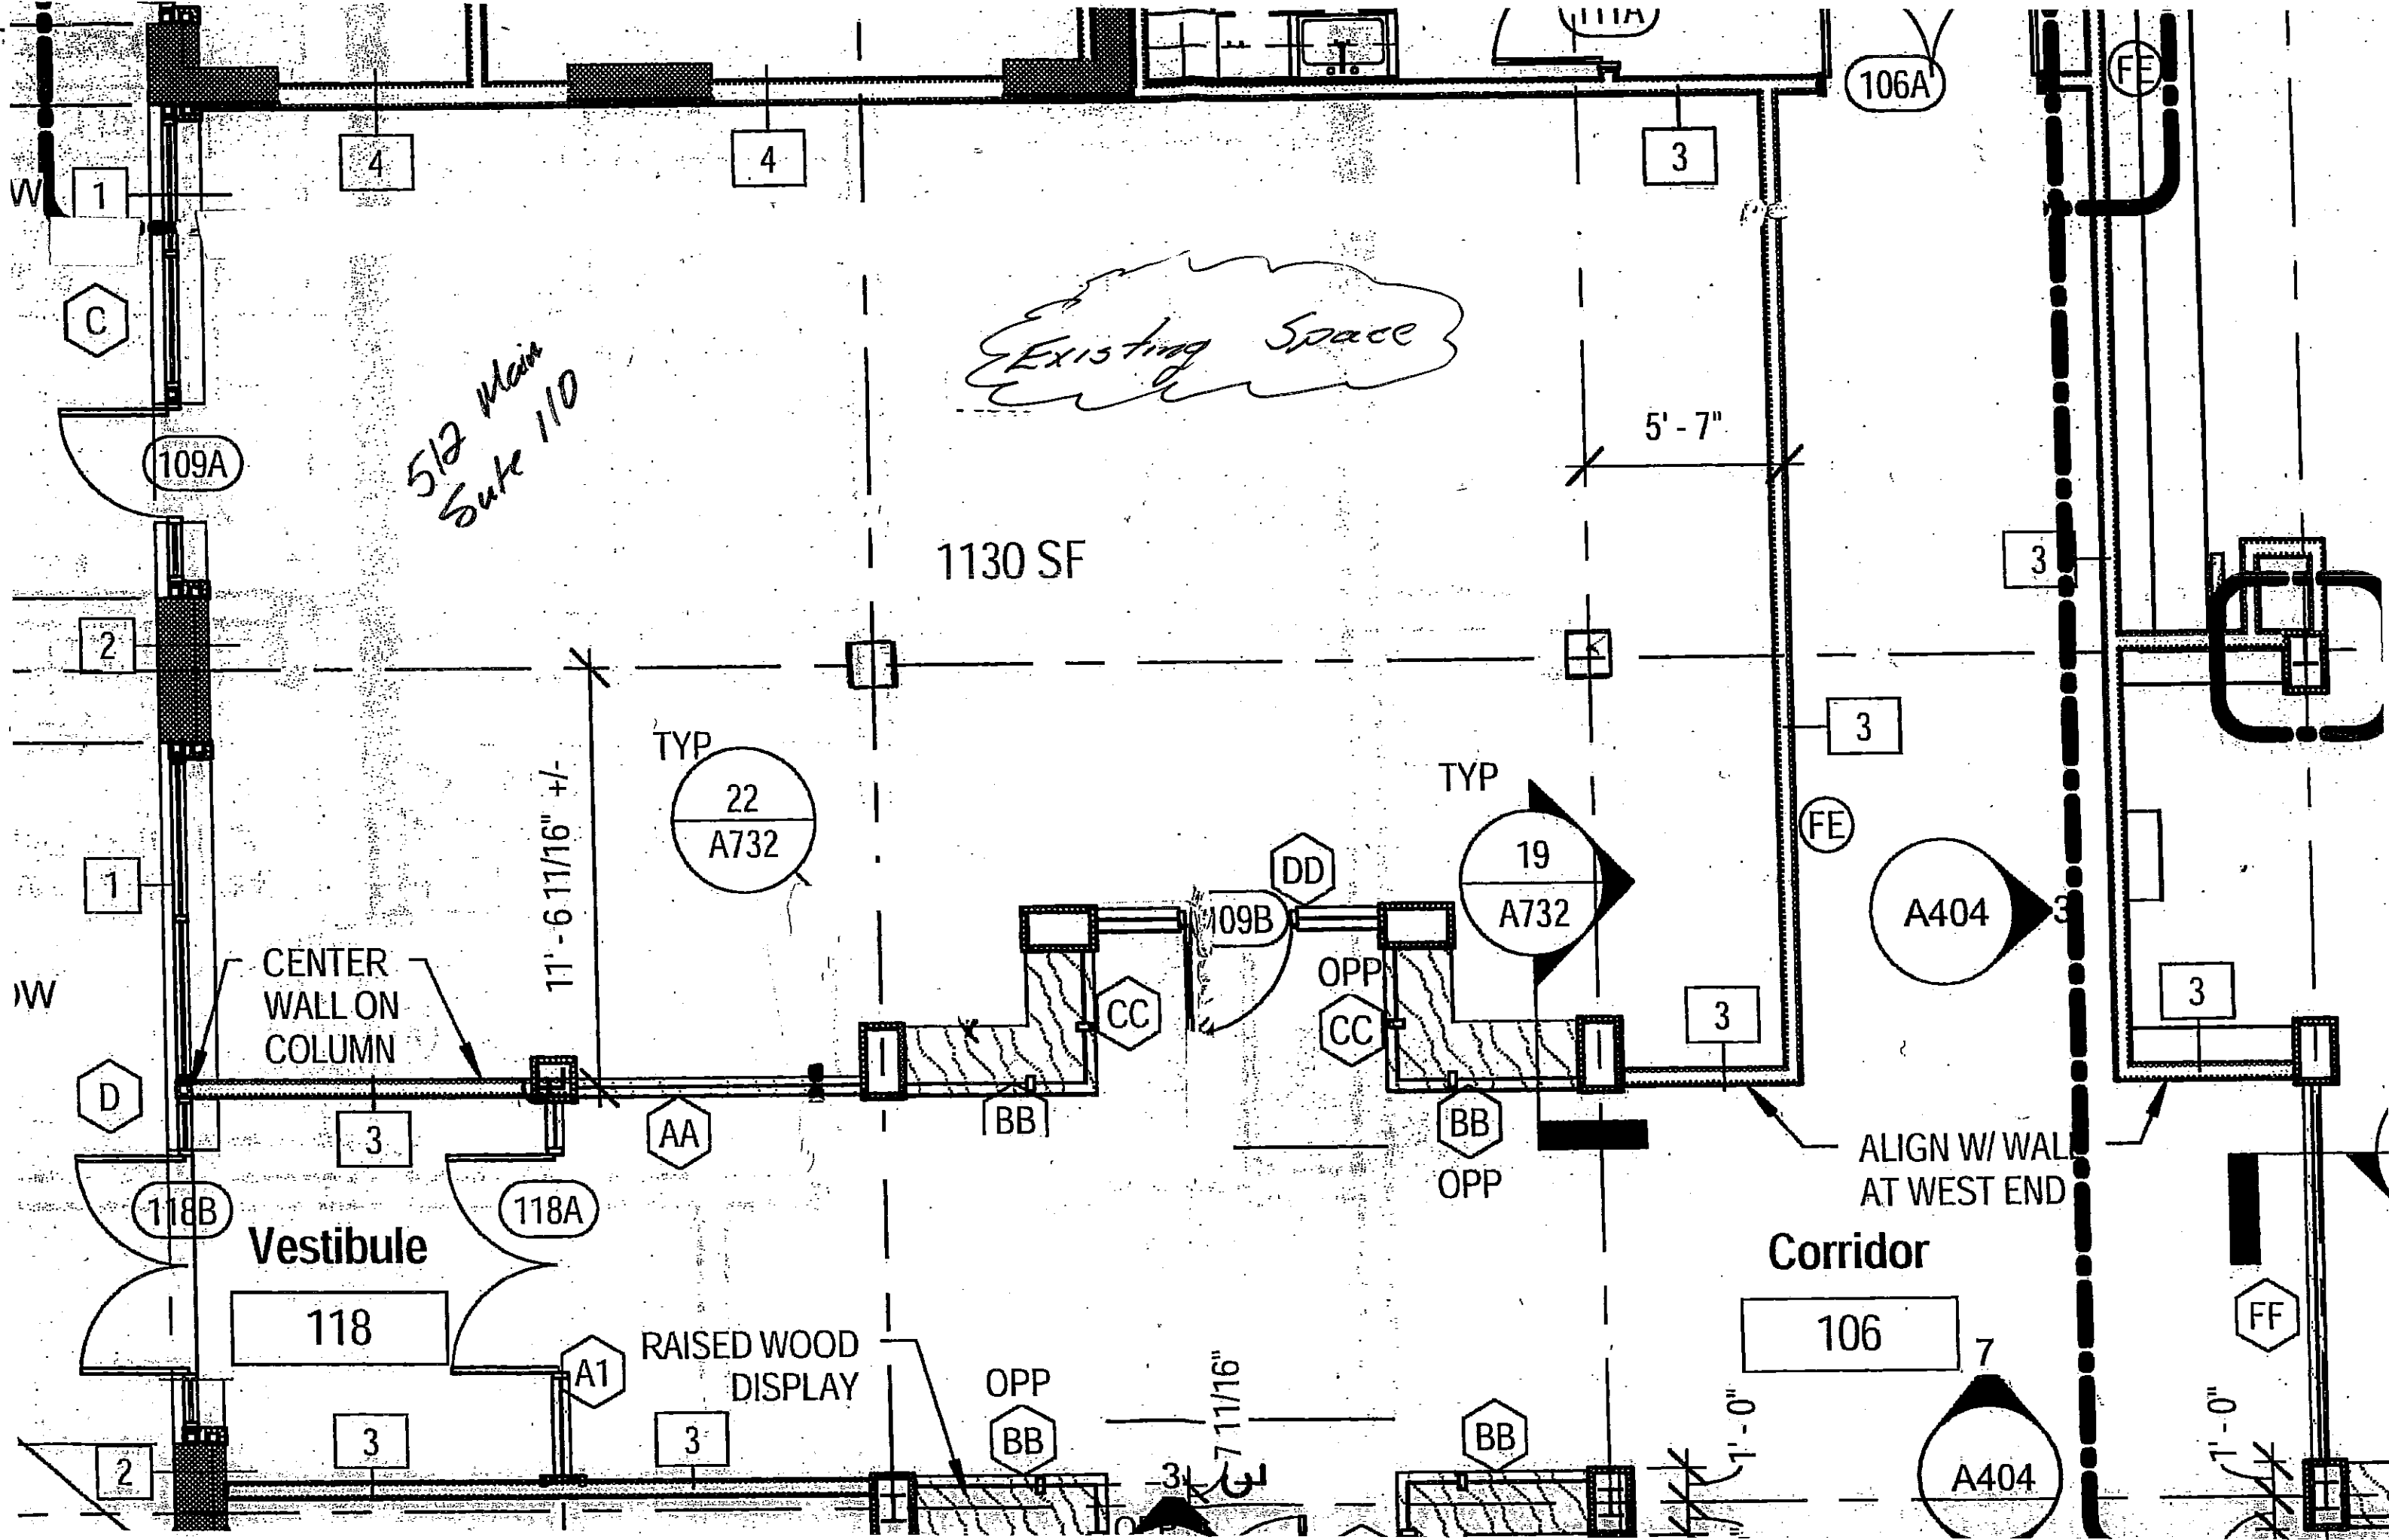 111A
106A
FE
4
4
3
W
1
C
Existing Space
512 Main
Sute 110
5' - 7"
109A
1130 SF
3
2
3
TYP
22
A732
11' - 6 11/16" +/-
TYP
19
A732
FE
DD
1
109B
A404
3
CENTER
WALL ON
COLUMN
OPP
CC
CC
3
3
D
3
AA
BB
BB
OPP
ALIGN W/ WALL
AT WEST END
118B
118A
Vestibule
118
Corridor
106
FF
A1
RAISED WOOD
DISPLAY
OPP
BB
7 11/16"
BB
7
1' - 0"
1' - 0"
3
3
2
3
A404